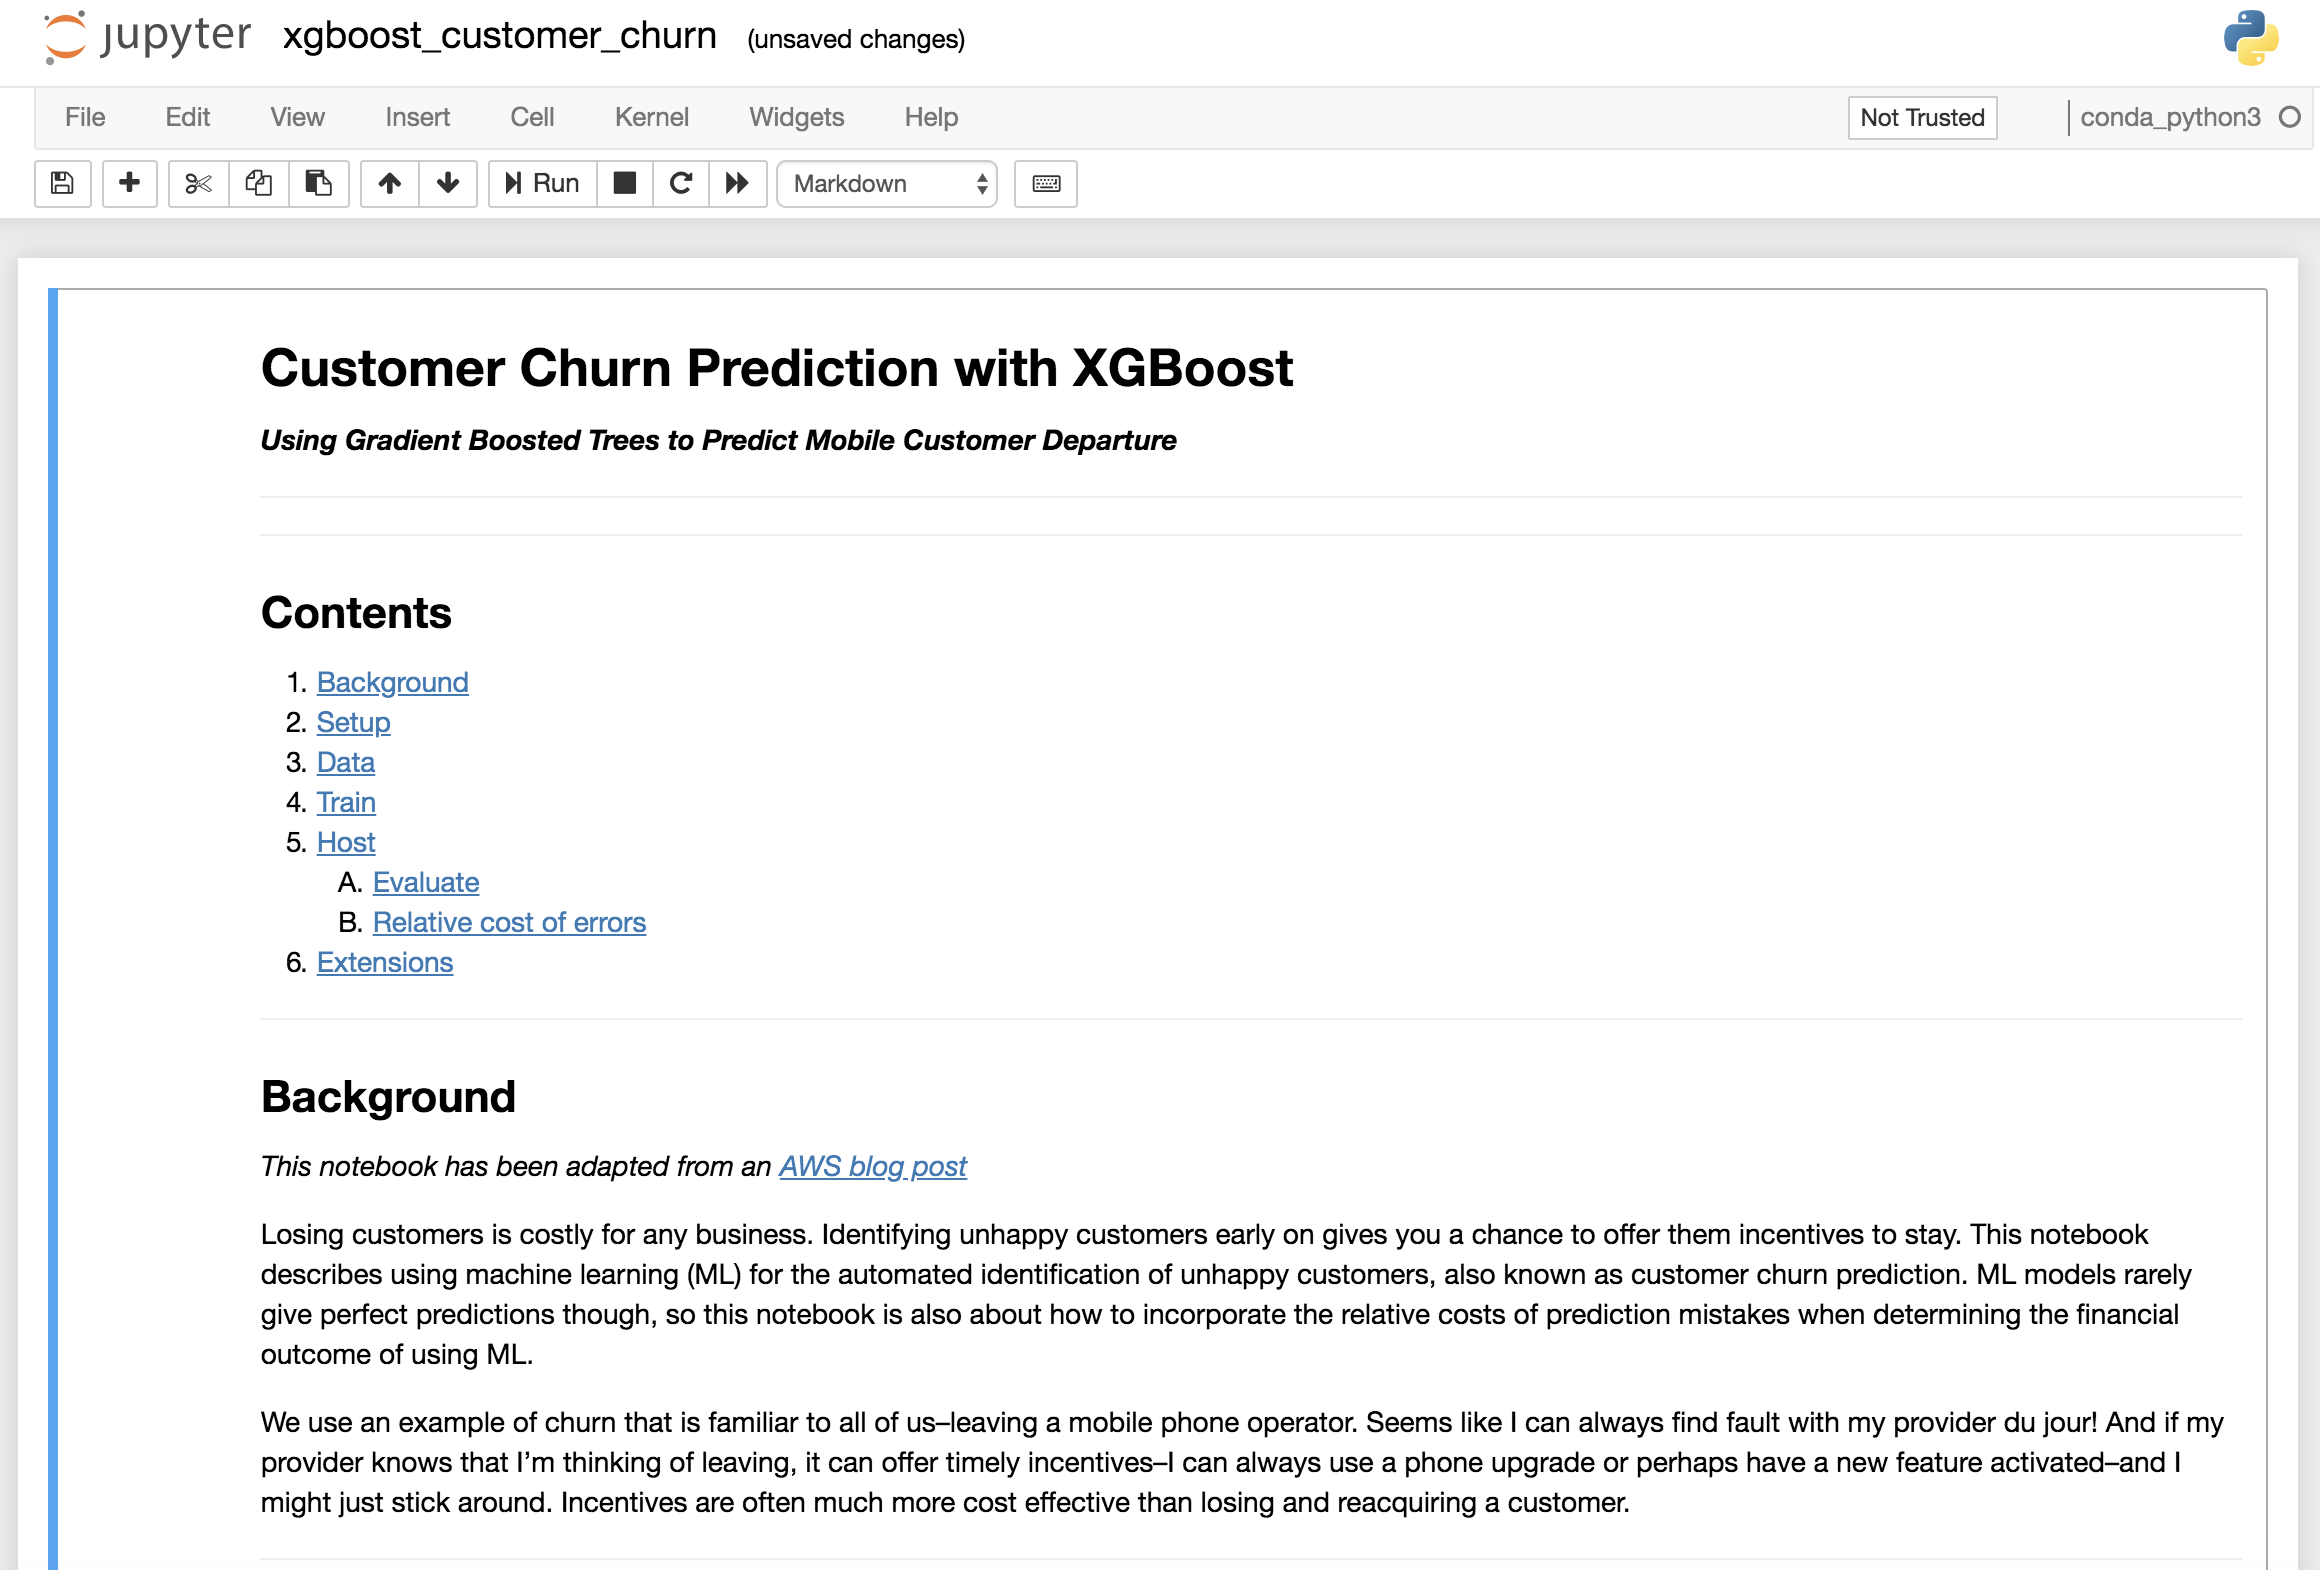 jupyter xgboost_customer_churn (unsaved changes)
File Edit View Insert Cell Kernel Widgets Help Not Trusted conda_python3
Run Markdown
Customer Churn Prediction with XGBoost
Using Gradient Boosted Trees to Predict Mobile Customer Departure
Contents
1. Background
2. Setup
3. Data
4. Train
5. Host
A. Evaluate
B. Relative cost of errors
6. Extensions
Background
This notebook has been adapted from an AWS blog post
Losing customers is costly for any business. Identifying unhappy customers early on gives you a chance to offer them incentives to stay. This notebook
describes using machine learning (ML) for the automated identification of unhappy customers, also known as customer churn prediction. ML models rarely
give perfect predictions though, so this notebook is also about how to incorporate the relative costs of prediction mistakes when determining the financial
outcome of using ML.
We use an example of churn that is familiar to all of us–leaving a mobile phone operator. Seems like I can always find fault with my provider du jour! And if my
provider knows that I’m thinking of leaving, it can offer timely incentives–I can always use a phone upgrade or perhaps have a new feature activated–and I
might just stick around. Incentives are often much more cost effective than losing and reacquiring a customer.